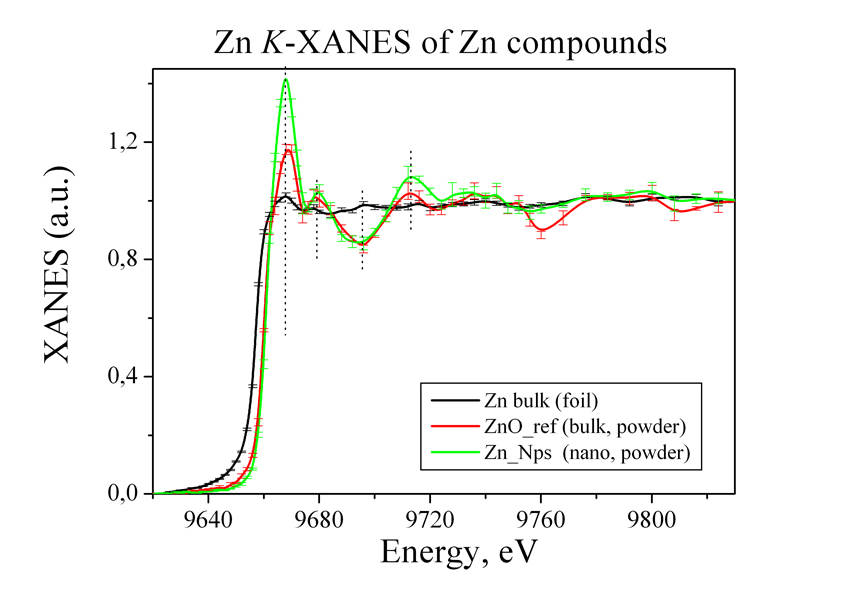 Zn K-XANES of Zn compounds
XANES (a.u.)
1,2
0,8
0,4
0,0
Zn bulk (foil)
ZnO_ref (bulk, powder)
Zn_Nps (nano, powder)
9640 9680 9720 9760 9800
Energy, eV